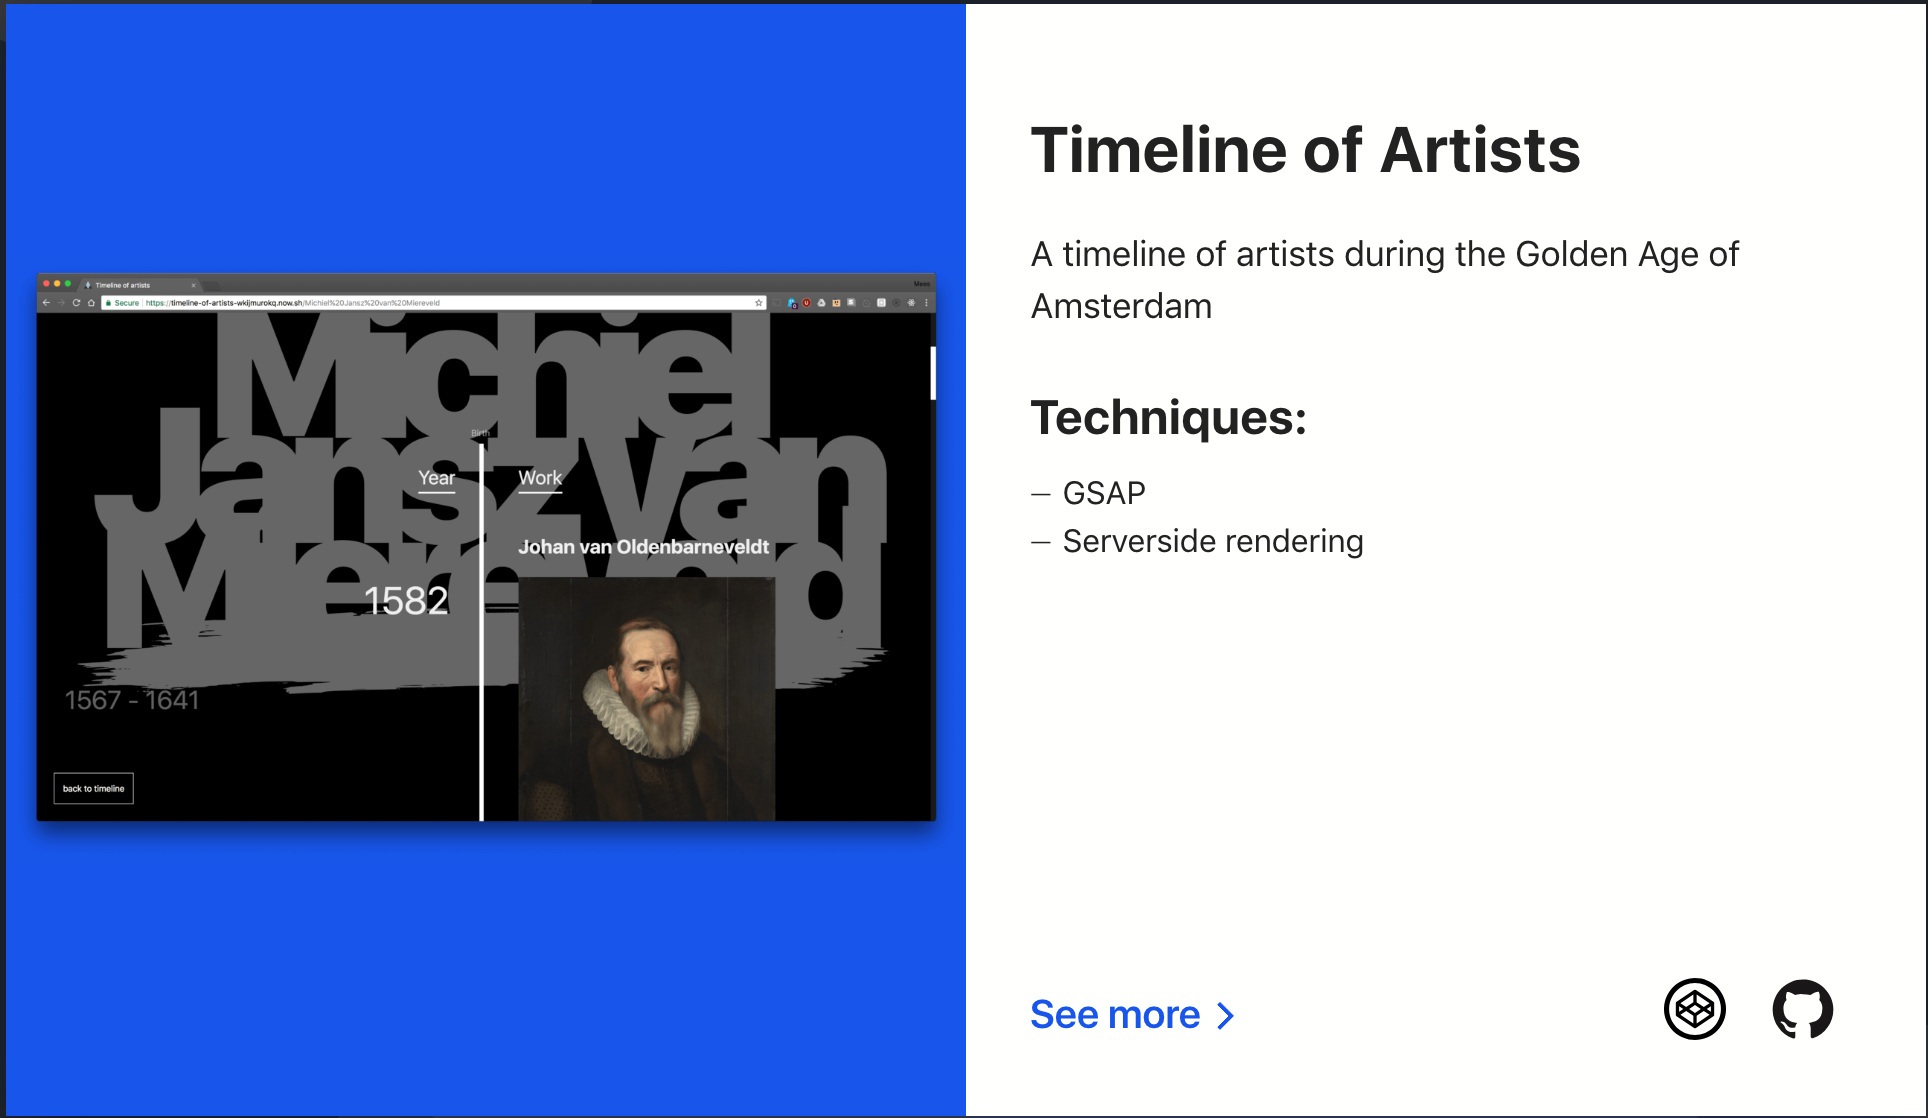 Timeline of artists
Mees
Secure https://timeline-of-artists-wkijmurokq.now.sh/Michiel%20Jansz%20van%20Miereveld
Michiel
Jansz Van
Miereveld
Birth
Year
Work
Johan van Oldenbarneveldt
1582
1567 - 1641
back to timeline
Timeline of Artists
A timeline of artists during the Golden Age of
Amsterdam
Techniques:
– GSAP
– Serverside rendering
See more